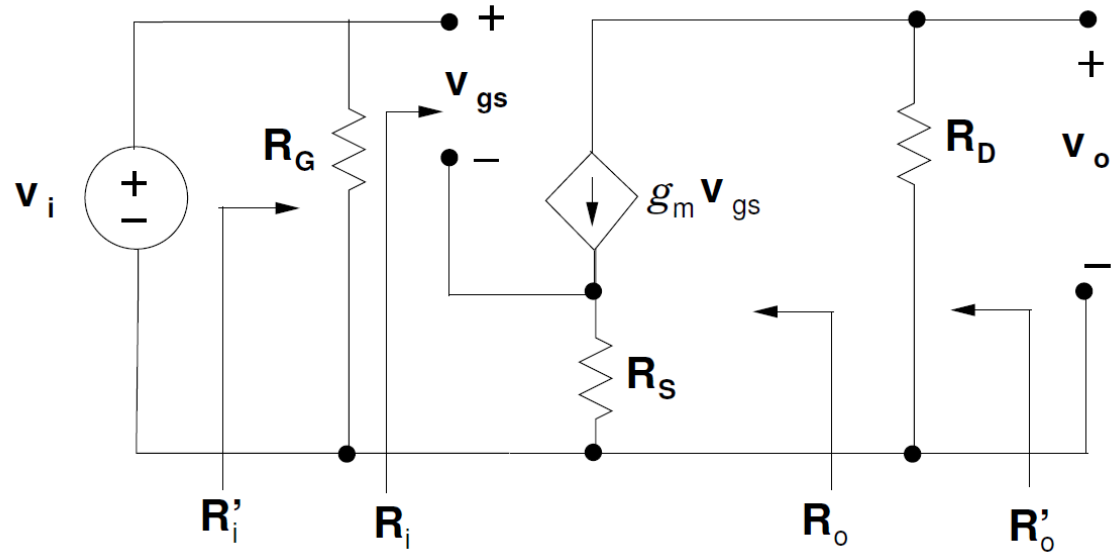 +
v gs
−
R G
v i
+
−
g m v gs
R D
+
v o
−
R S
R'i
R i
R o
R'o